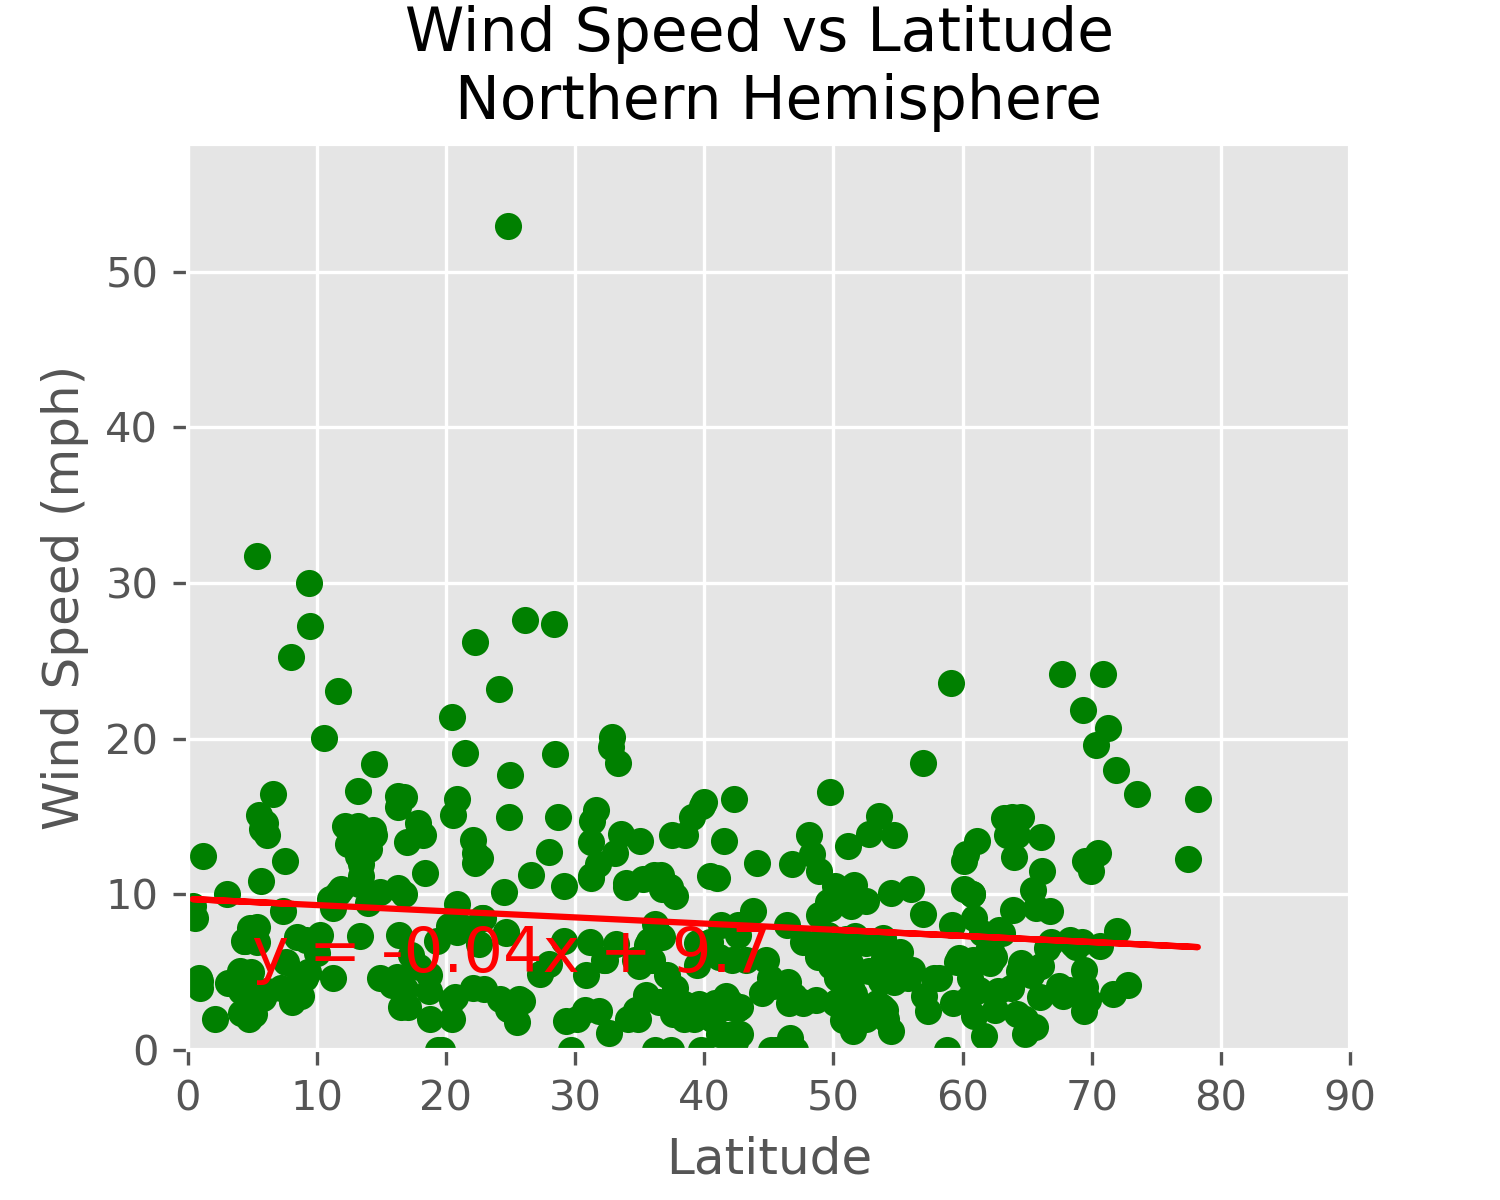 Wind Speed vs Latitude
Northern Hemisphere
Wind Speed (mph)
50
40
30
20
10
0
y = -0.04x + 9.7
0 10 20 30 40 50 60 70 80 90
Latitude